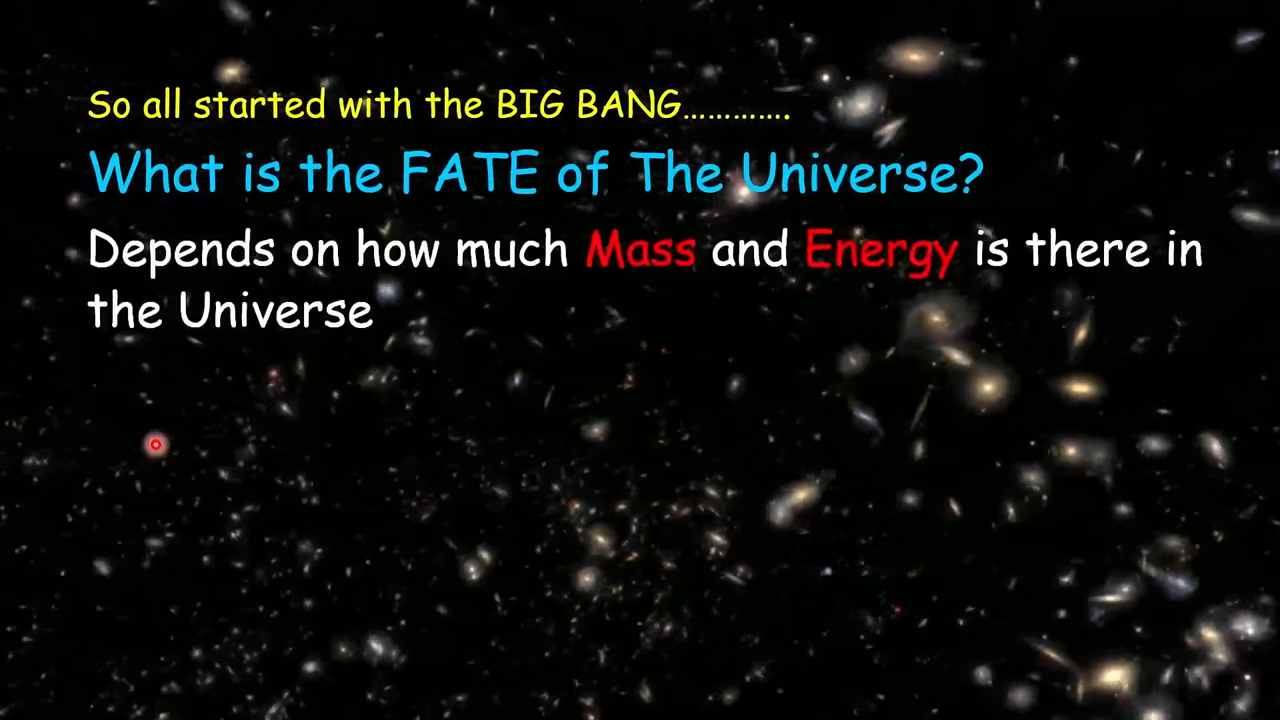 So all started with the BIG BANG………….
What is the FATE of The Universe?
Depends on how much Mass and Energy is there in
the Universe